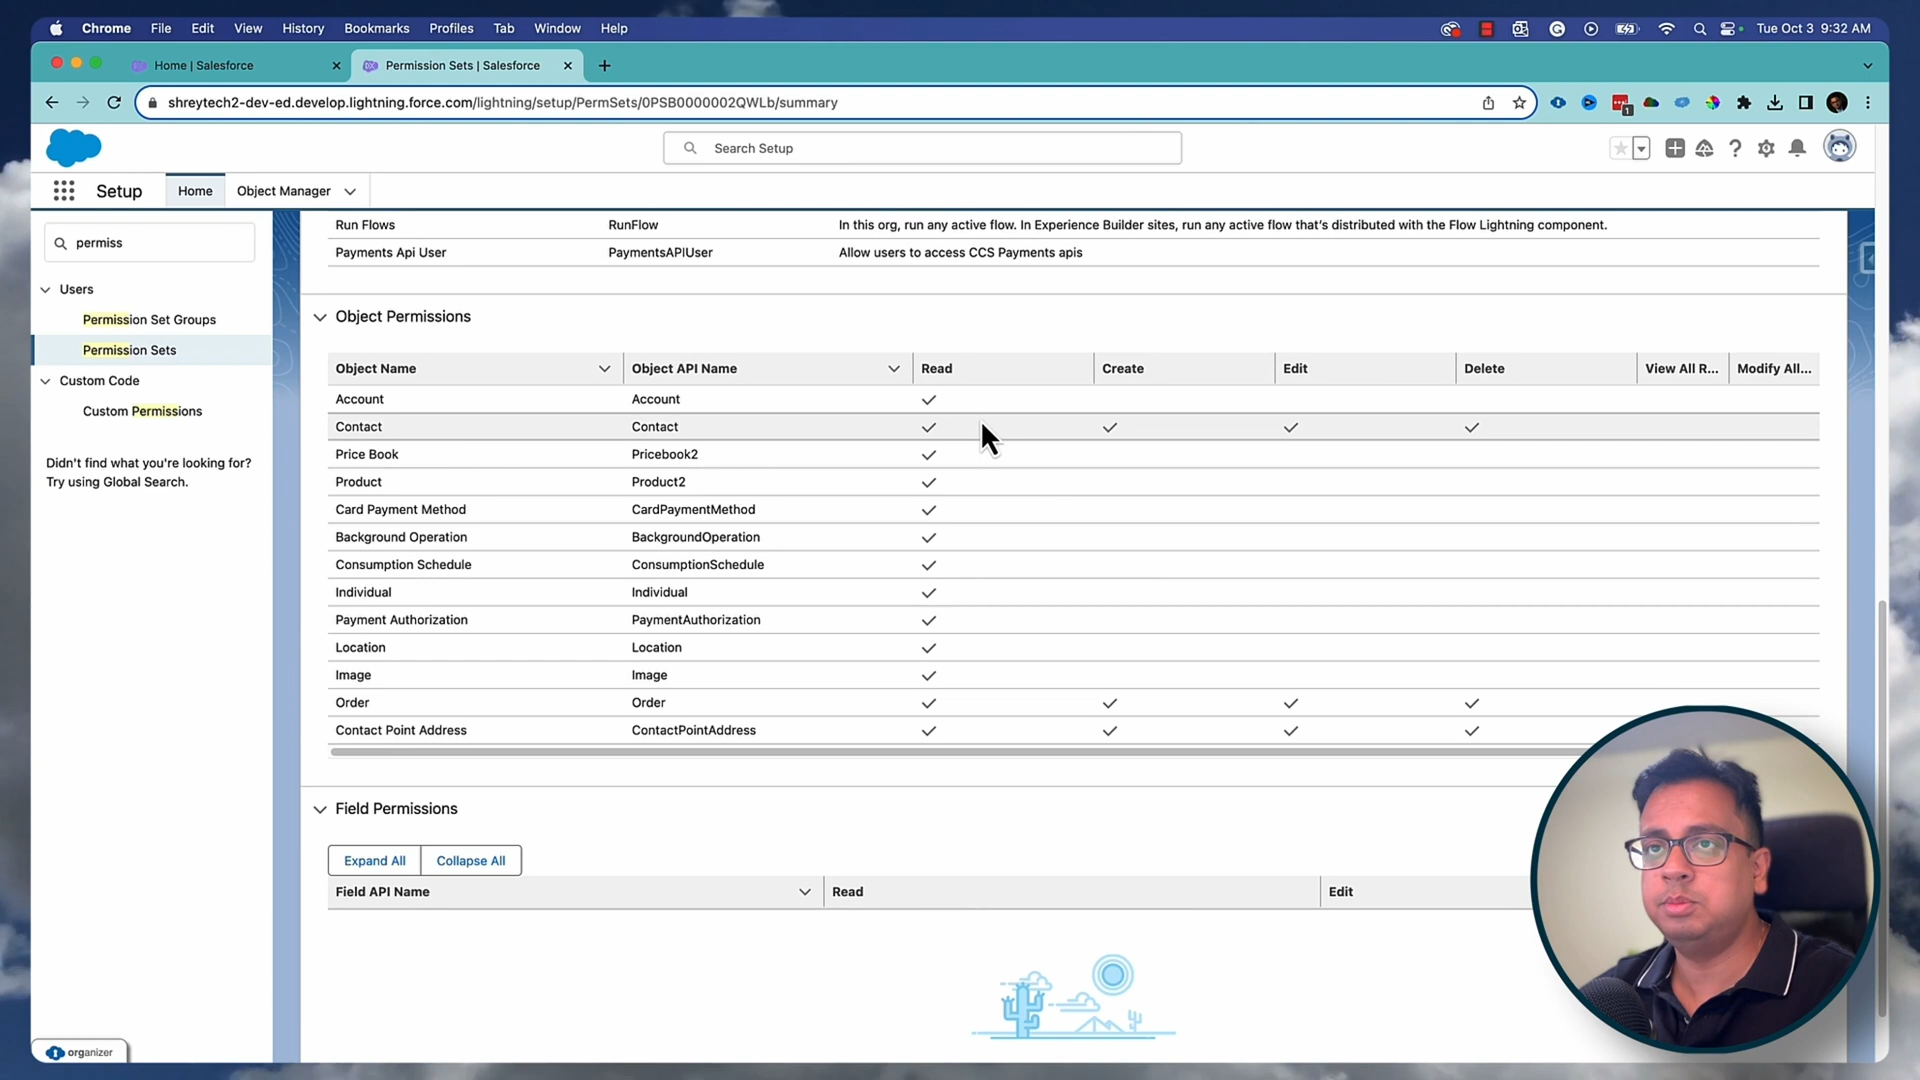 Chrome File Edit View History Bookmarks Profiles Tab Window Help Tue Oct 3 9:32 AM
Home | Salesforce Permission Sets | Salesforce
shreytech2-dev-ed.develop.lightning.force.com/lightning/setup/PermSets/0PSB0000002QWLb/summary 1
Search Setup
Setup Home Object Manager
permiss
Users
Permission Set Groups
Permission Sets
Custom Code
Custom Permissions
Didn't find what you're looking for?
Try using Global Search.
organizer
Run Flows RunFlow In this org, run any active flow. In Experience Builder sites, run any active flow that's distributed with the Flow Lightning component.
Payments Api User PaymentsAPIUser Allow users to access CCS Payments apis
Object Permissions
Object Name Object API Name Read Create Edit Delete View All R... Modify All...
Account Account
Contact Contact
Price Book Pricebook2
Product Product2
Card Payment Method CardPaymentMethod
Background Operation BackgroundOperation
Consumption Schedule ConsumptionSchedule
Individual Individual
Payment Authorization PaymentAuthorization
Location Location
Image Image
Order Order
Contact Point Address ContactPointAddress
Field Permissions
Expand All Collapse All
Field API Name Read Edit